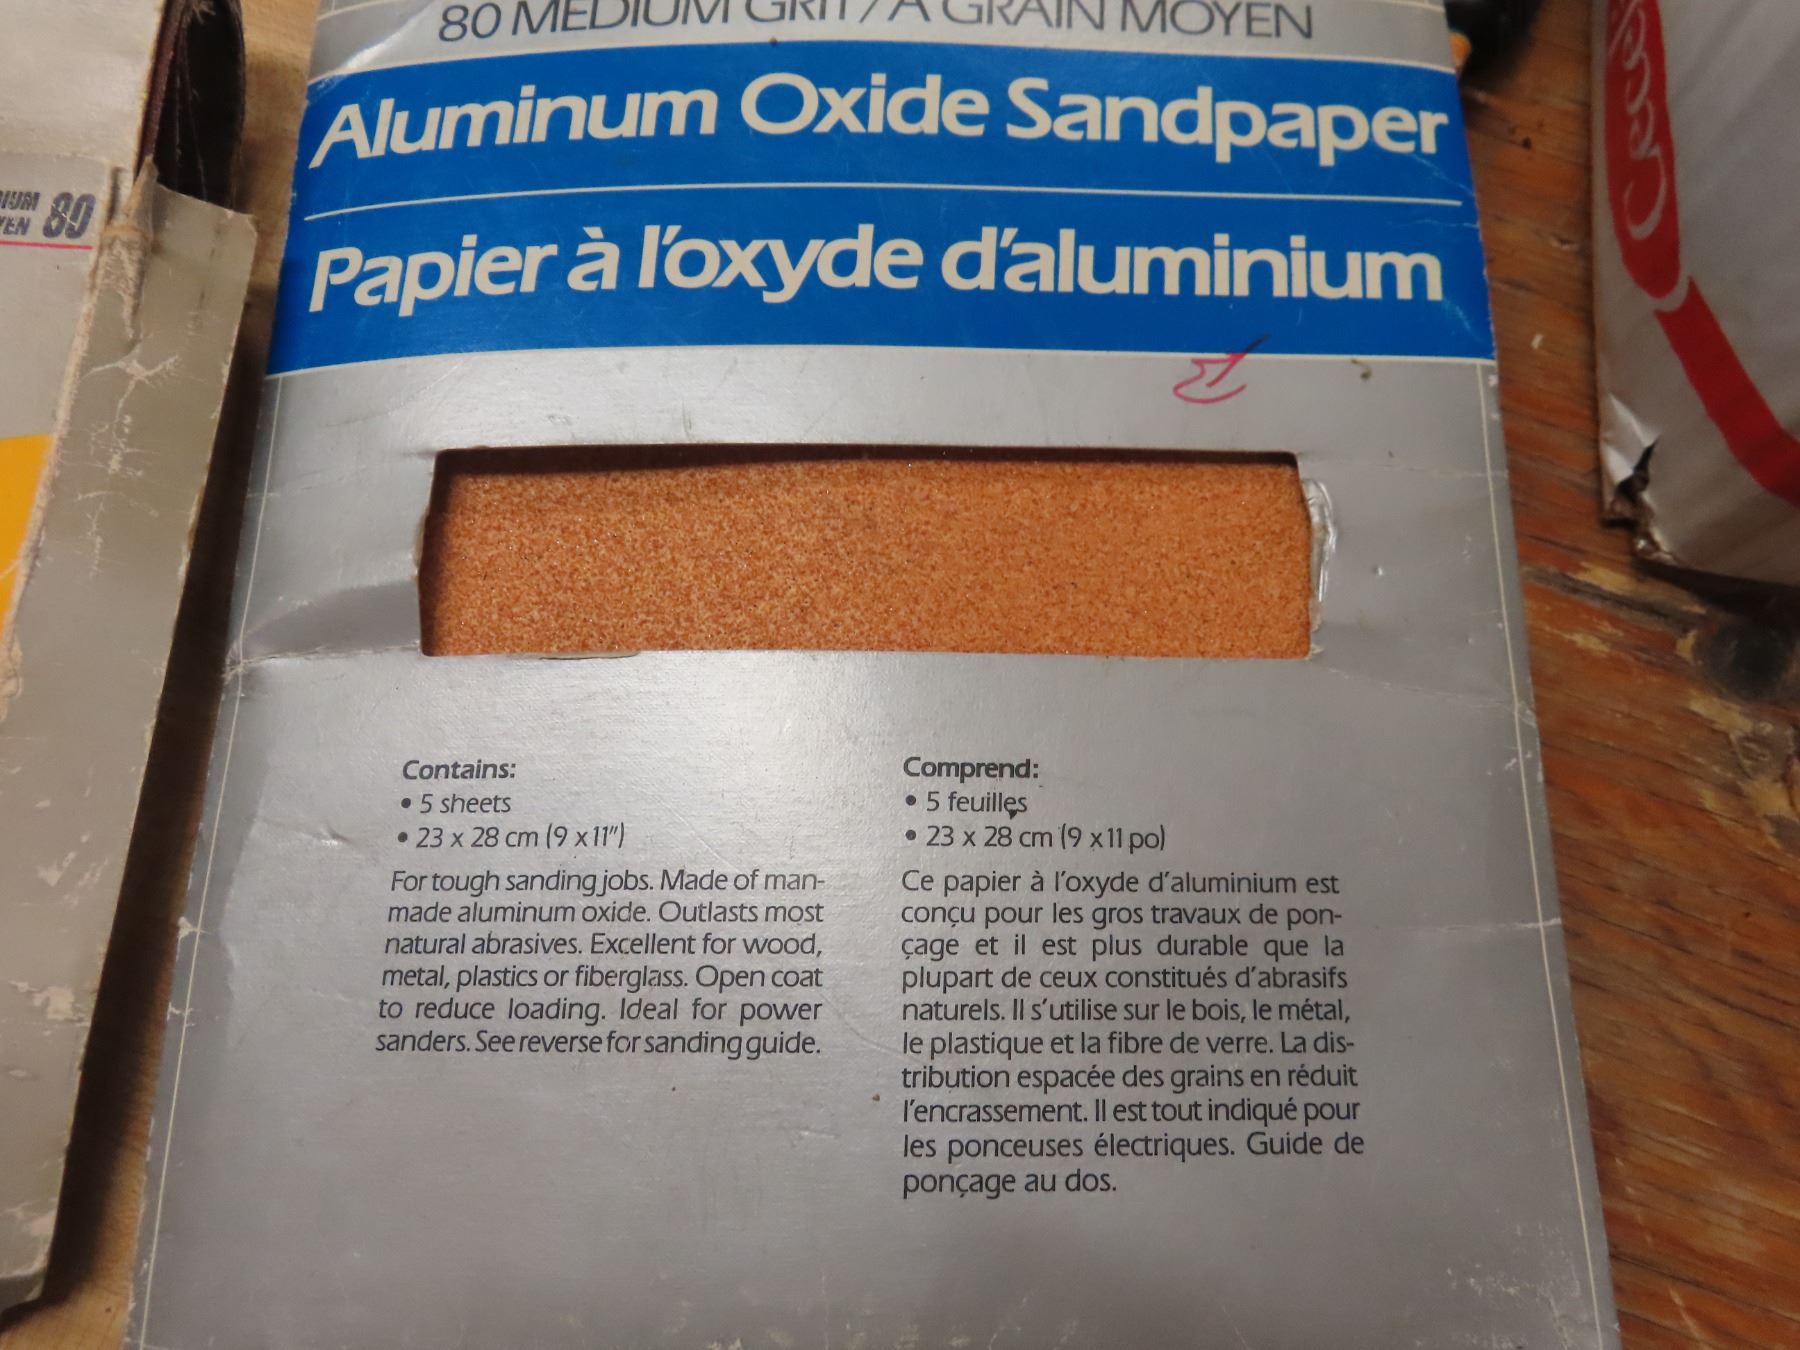 80 MEDIUM GRIT / À GRAIN MOYEN
Aluminum Oxide Sandpaper
Papier à l'oxyde d'aluminium
80
Contains:
• 5 sheets
• 23 x 28 cm (9 x 11")
For tough sanding jobs. Made of man-
made aluminum oxide. Outlasts most
natural abrasives. Excellent for wood,
metal, plastics or fiberglass. Open coat
to reduce loading. Ideal for power
sanders. See reverse for sanding guide.
Comprend:
• 5 feuilles
• 23 x 28 cm (9 x 11 po)
Ce papier à l'oxyde d'aluminium est
conçu pour les gros travaux de pon-
çage et il est plus durable que la
plupart de ceux constitués d'abrasifs
naturels. Il s'utilise sur le bois, le métal,
le plastique et la fibre de verre. La dis-
tribution espacée des grains en réduit
l'encrassement. Il est tout indiqué pour
les ponceuses électriques. Guide de
ponçage au dos.